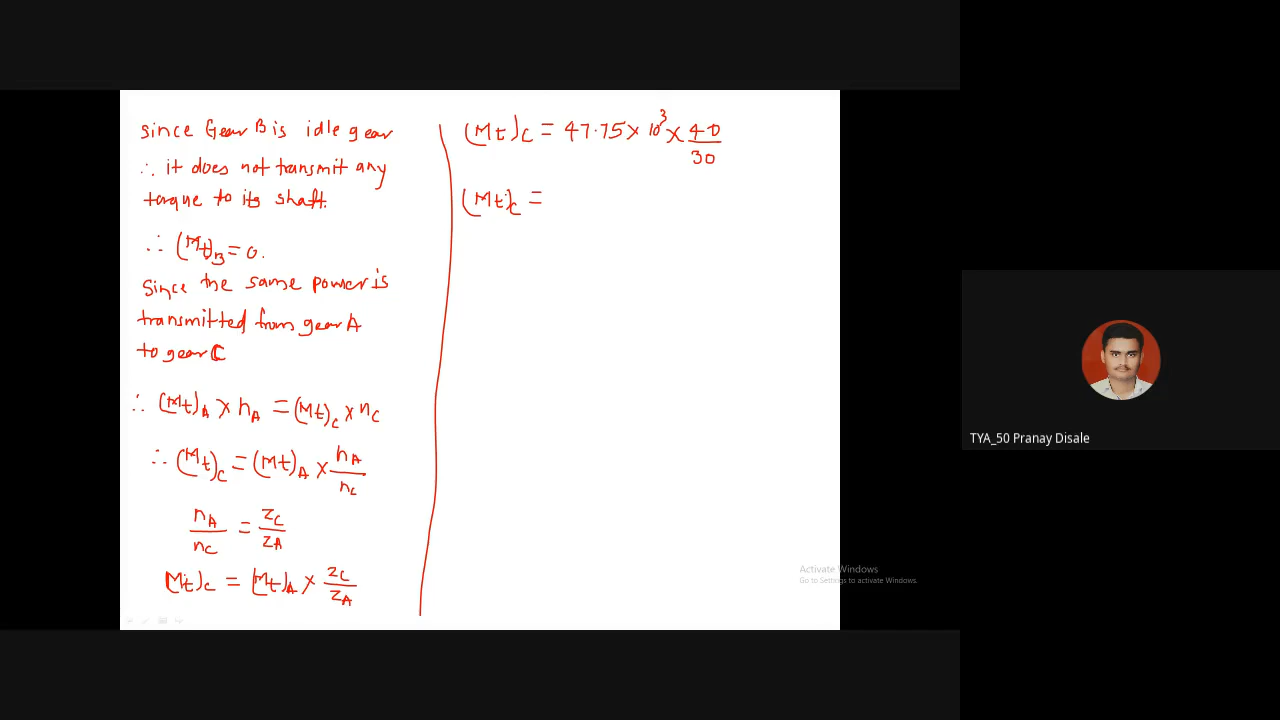 since Gear B is idle gear
∴ it does not transmit any
torque to its shaft.
∴ (Mt)B = 0.
Since the same power is
transmitted from gear A
to gear C
∴ (Mt)A × nA = (Mt)C × nC
∴ (Mt)C = (Mt)A × nA/nC
nA/nC = zC/zA
(Mt)C = (Mt)A × zC/zA
(Mt)C = 47.75 × 10³ × 40/30
(Mt)C =
TYA_50 Pranay Disale
Activate Windows
Go to Settings to activate Windows.